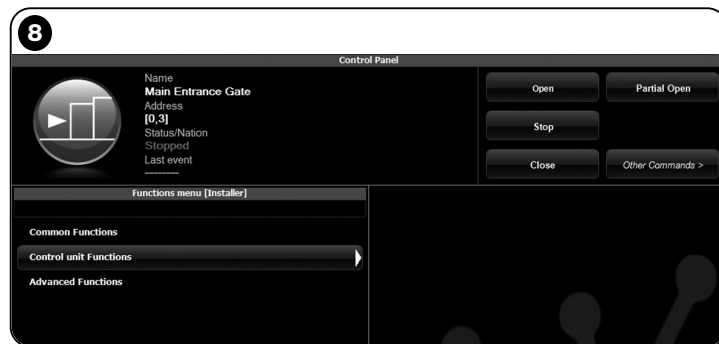 8
Control Panel
Name
Main Entrance Gate
Address
[0,3]
Status/Nation
Stopped
Last event
--------
Open
Partial Open
Stop
Close
Other Commands >
Functions menu [Installer]
Common Functions
Control unit Functions
Advanced Functions